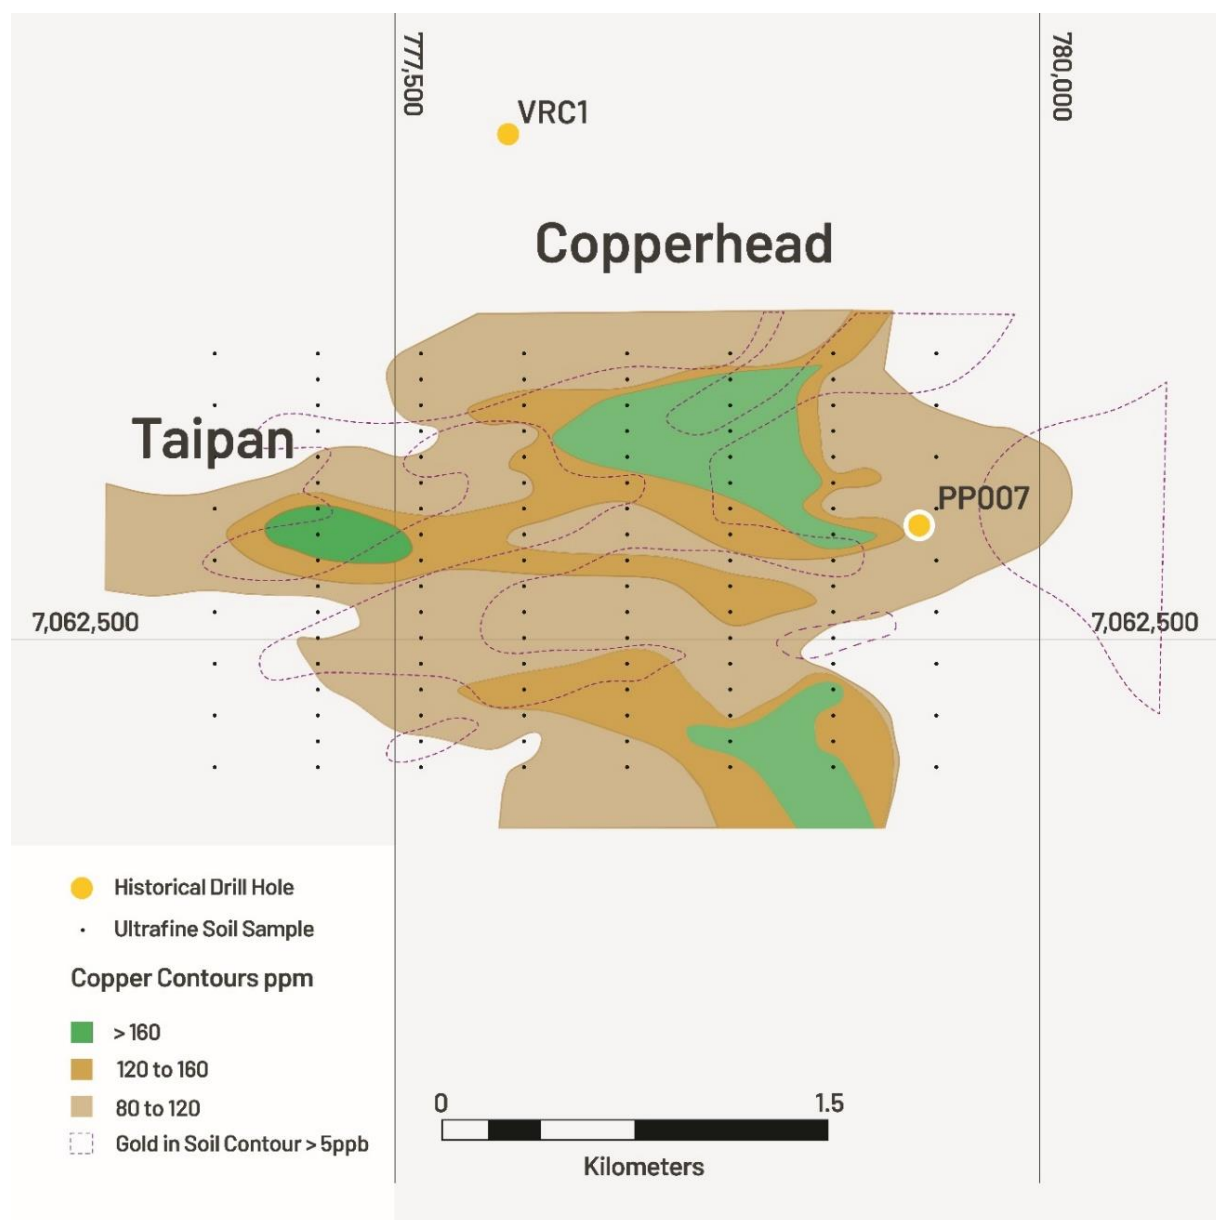 777,500
780,000
VRC1
Copperhead
Taipan
PP007
7,062,500
7,062,500
Historical Drill Hole
Ultrafine Soil Sample
Copper Contours ppm
> 160
120 to 160
80 to 120
Gold in Soil Contour > 5ppb
0
1.5
Kilometers